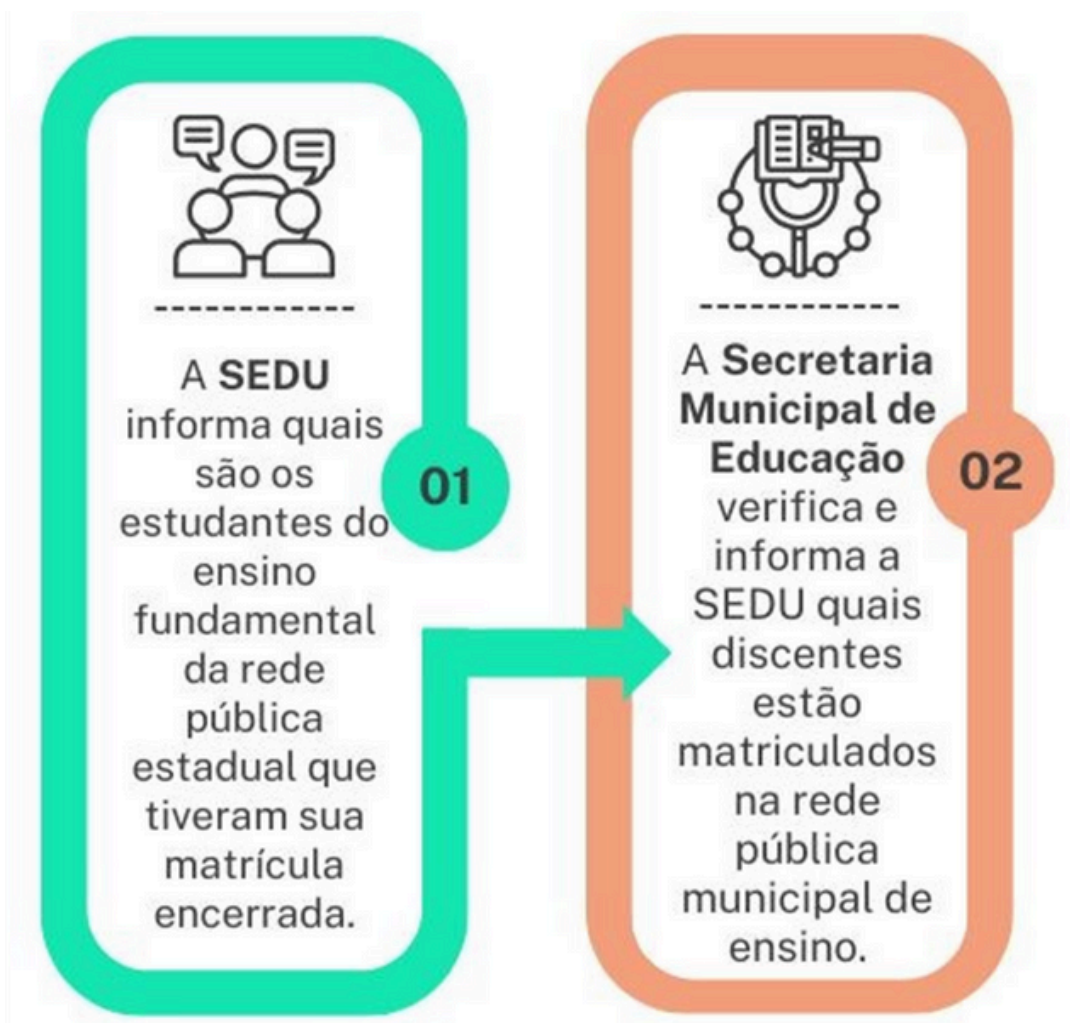 A SEDU
informa quais
são os
estudantes do
ensino
fundamental
da rede
pública
estadual que
tiveram sua
matrícula
encerrada.
01
A Secretaria
Municipal de
Educação
verifica e
informa a
SEDU quais
discentes
estão
matriculados
na rede
pública
municipal de
ensino.
02